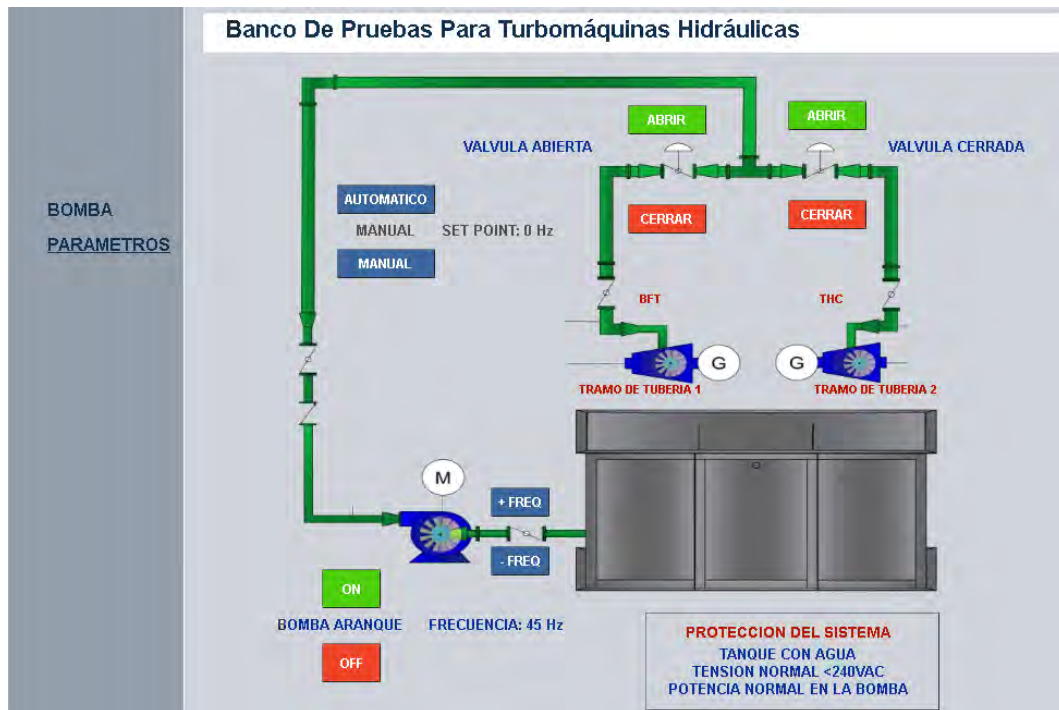 Banco De Pruebas Para Turbomáquinas Hidráulicas
ABRIR
ABRIR
VALVULA ABIERTA
VALVULA CERRADA
AUTOMATICO
CERRAR
CERRAR
BOMBA
MANUAL
SET POINT: 0 Hz
PARAMETROS
MANUAL
BFT
THC
G
G
TRAMO DE TUBERIA 1
TRAMO DE TUBERIA 2
M
+ FREQ
- FREQ
ON
BOMBA ARANQUE
FRECUENCIA: 45 Hz
OFF
PROTECCION DEL SISTEMA
TANQUE CON AGUA
TENSION NORMAL <240VAC
POTENCIA NORMAL EN LA BOMBA